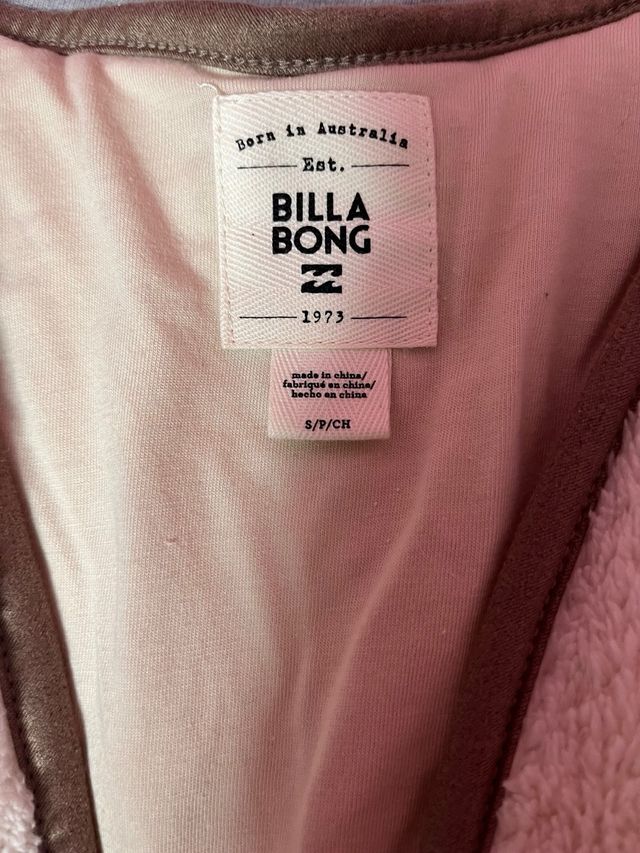 Born in Australia
Est.
BILLA
BONG
1973
made in china/
fabriqué en chine/
hecho en china
S/P/CH